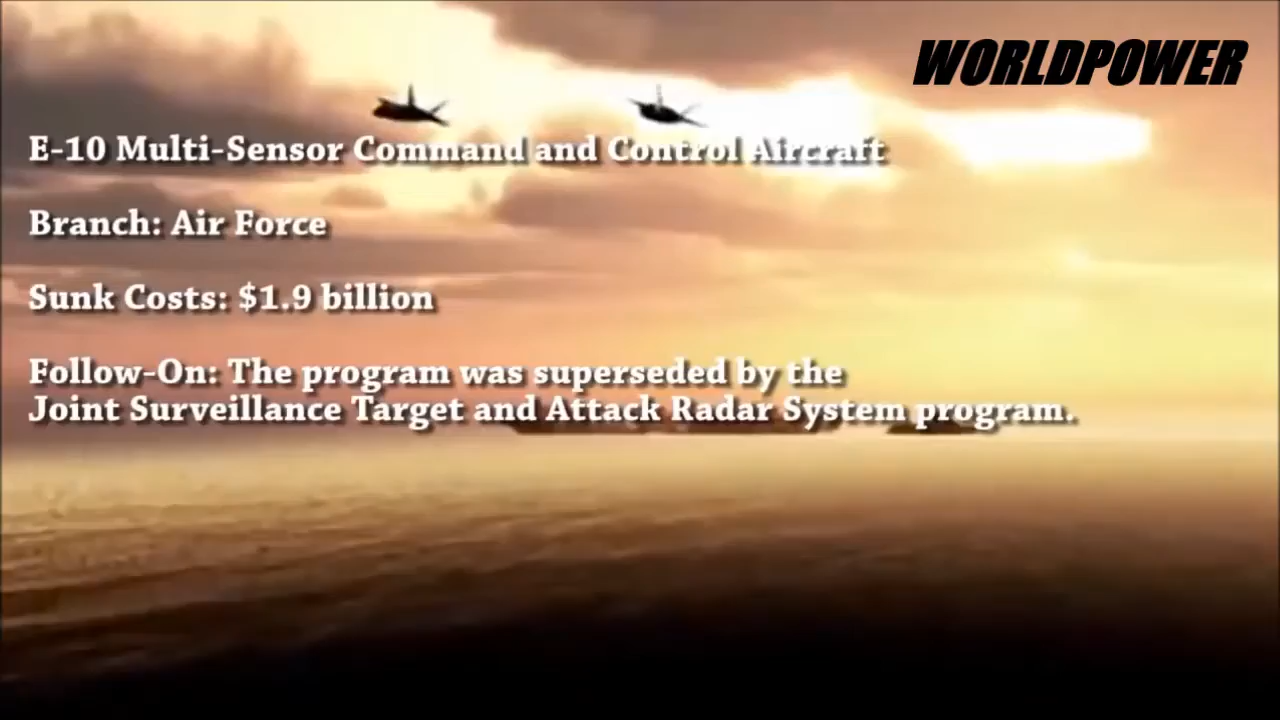 WORLDPOWER
E-10 Multi-Sensor Command and Control Aircraft
Branch: Air Force
Sunk Costs: $1.9 billion
Follow-On: The program was superseded by the
Joint Surveillance Target and Attack Radar System program.